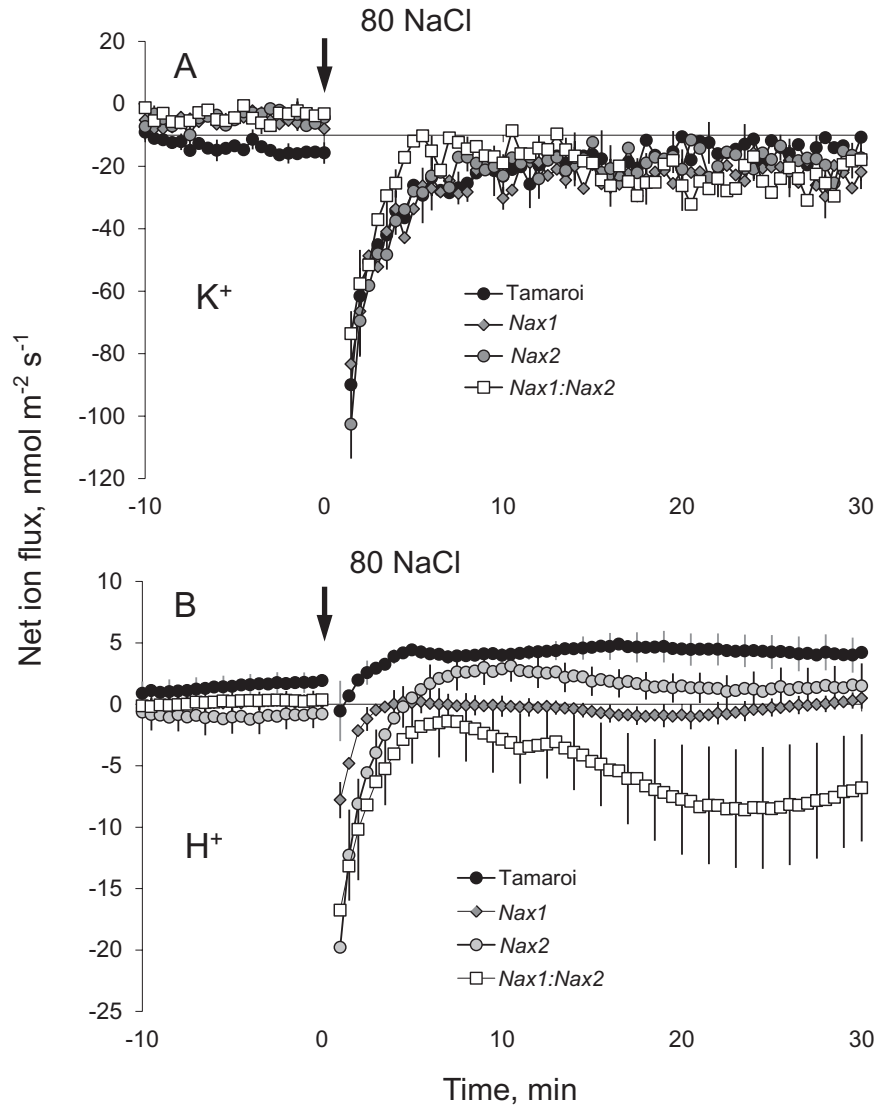 80 NaCl
20
A
0
-20
-40
-60
K⁺
Tamaroi
Nax1
Nax2
Nax1:Nax2
-80
-100
-120
-10 0 10 20 30
Net ion flux, nmol m⁻² s⁻¹
80 NaCl
10
B
5
0
-5
-10
H⁺
-15
Tamaroi
Nax1
Nax2
Nax1:Nax2
-20
-25
-10 0 10 20 30
Time, min